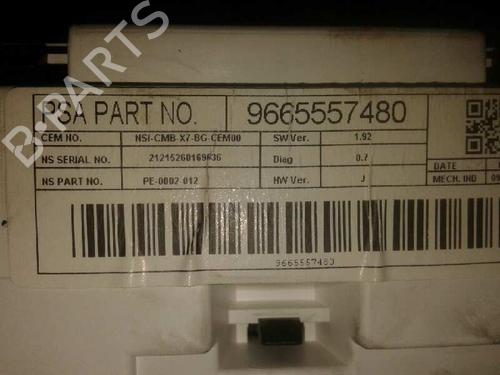 PSA PART NO. 9665557480
CEM NO. NSI-CMB-X7-BG-CEM00 SW Ver. 1.92
NS SERIAL NO. 21215260169636 Diag 0.7 DATE
NS PART NO. PE-0002 012 HW Ver. J MECH. IND
9665557480
B-PARTS